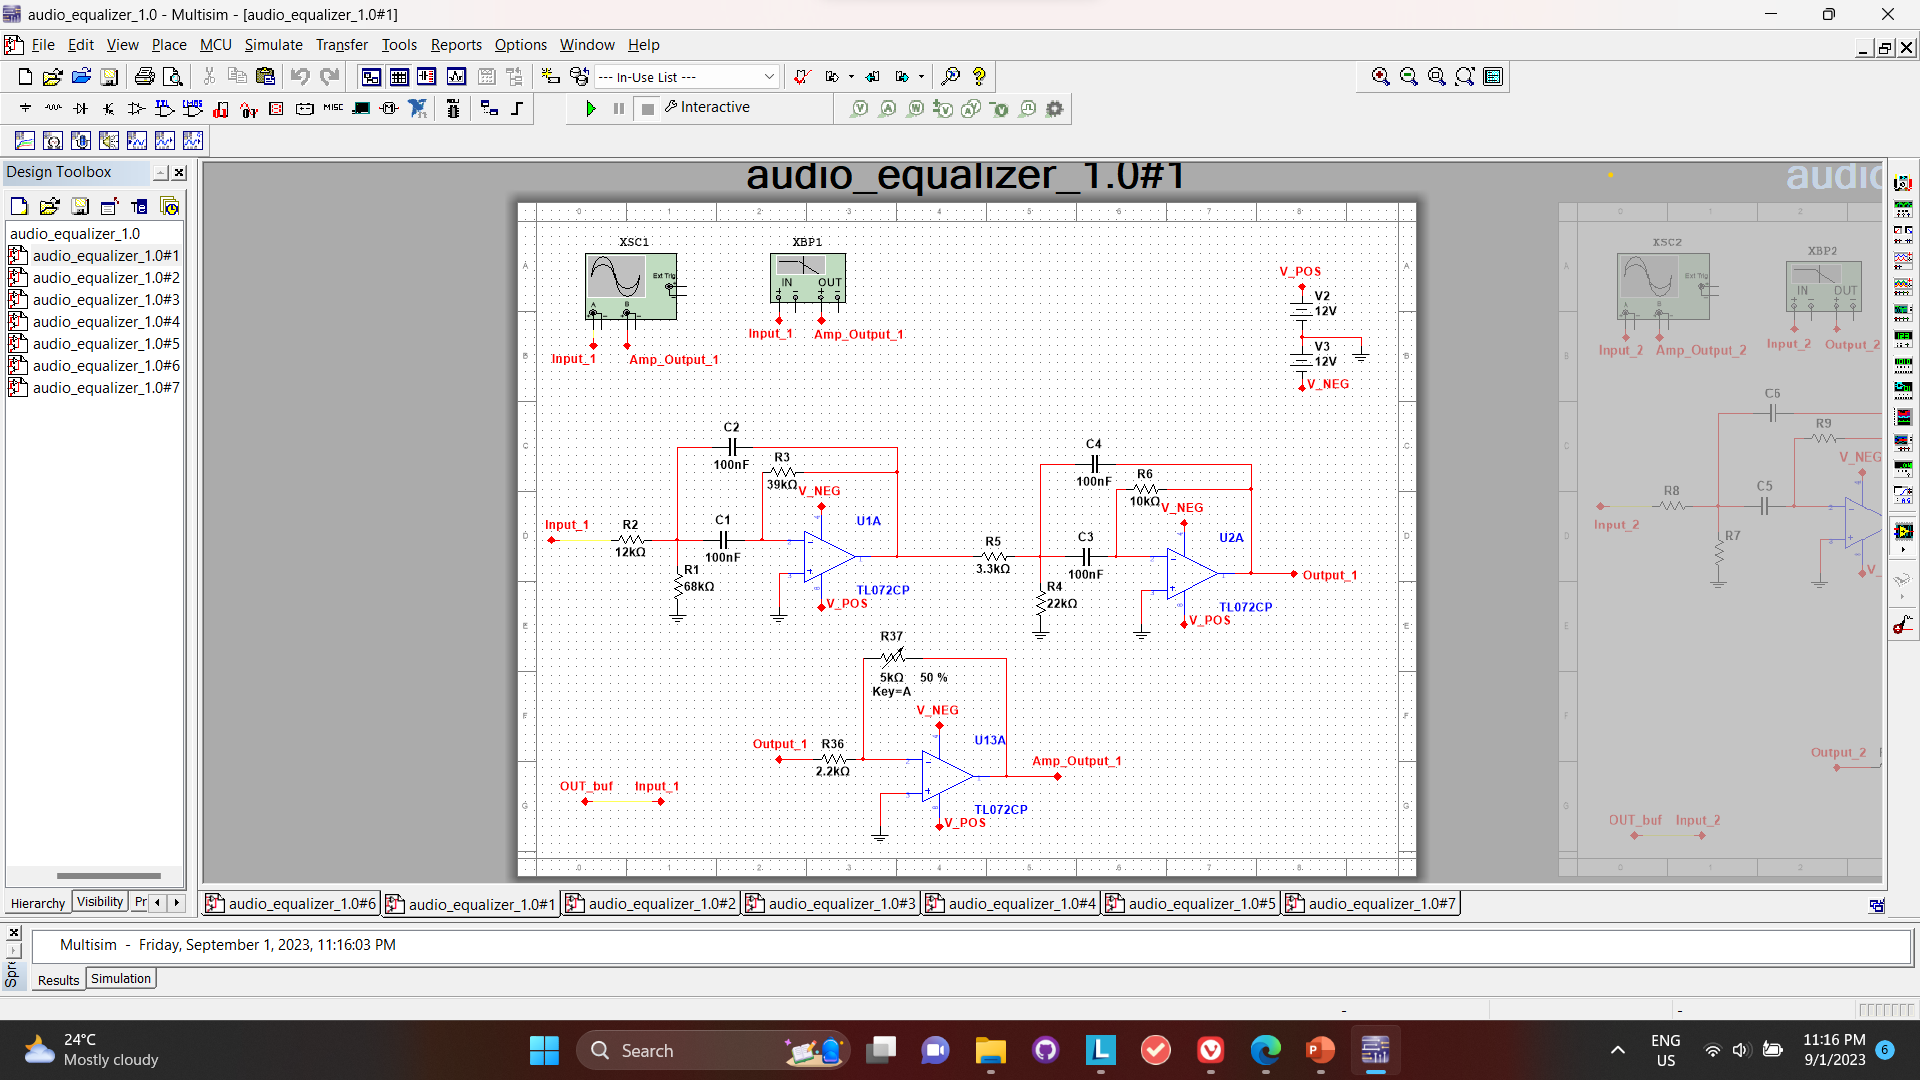 audio_equalizer_1.0 - Multisim - [audio_equalizer_1.0#1]
File Edit View Place MCU Simulate Transfer Tools Reports Options Window Help
--- In-Use List ---
MISC
Interactive
Design Toolbox
audio_equalizer_1.0
audio_equalizer_1.0#1
audio_equalizer_1.0#2
audio_equalizer_1.0#3
audio_equalizer_1.0#4
audio_equalizer_1.0#5
audio_equalizer_1.0#6
audio_equalizer_1.0#7
Hierarchy Visibility Pr
audio_equalizer_1.0#1
XSC1
Ext Trig
A B
Input_1 Amp_Output_1
XBP1
IN OUT
Input_1 Amp_Output_1
V_POS
V2
12V
V3
12V
V_NEG
C2
100nF
R3
39kΩ
V_NEG
Input_1
R2
12kΩ
C1
100nF
U1A
R1
68kΩ
TL072CP
V_POS
C4
100nF
R6
10kΩ
V_NEG
R5
3.3kΩ
C3
100nF
U2A
R4
22kΩ
Output_1
TL072CP
V_POS
R37
5kΩ 50 %
Key=A
V_NEG
Output_1
R36
2.2kΩ
U13A
Amp_Output_1
TL072CP
V_POS
OUT_buf Input_1
audio
XSC2
Ext Trig
A B
Input_2 Amp_Output_2
XBP2
IN OUT
Input_2 Output_2
C6
R9
V_NEG
R8
C5
Input_2
R7
V_
Output_2
OUT_buf Input_2
audio_equalizer_1.0#6 audio_equalizer_1.0#1 audio_equalizer_1.0#2 audio_equalizer_1.0#3 audio_equalizer_1.0#4 audio_equalizer_1.0#5 audio_equalizer_1.0#7
Multisim - Friday, September 1, 2023, 11:16:03 PM
Spre
Results Simulation
24°C
Mostly cloudy
Search
ENG
US
11:16 PM
9/1/2023
6